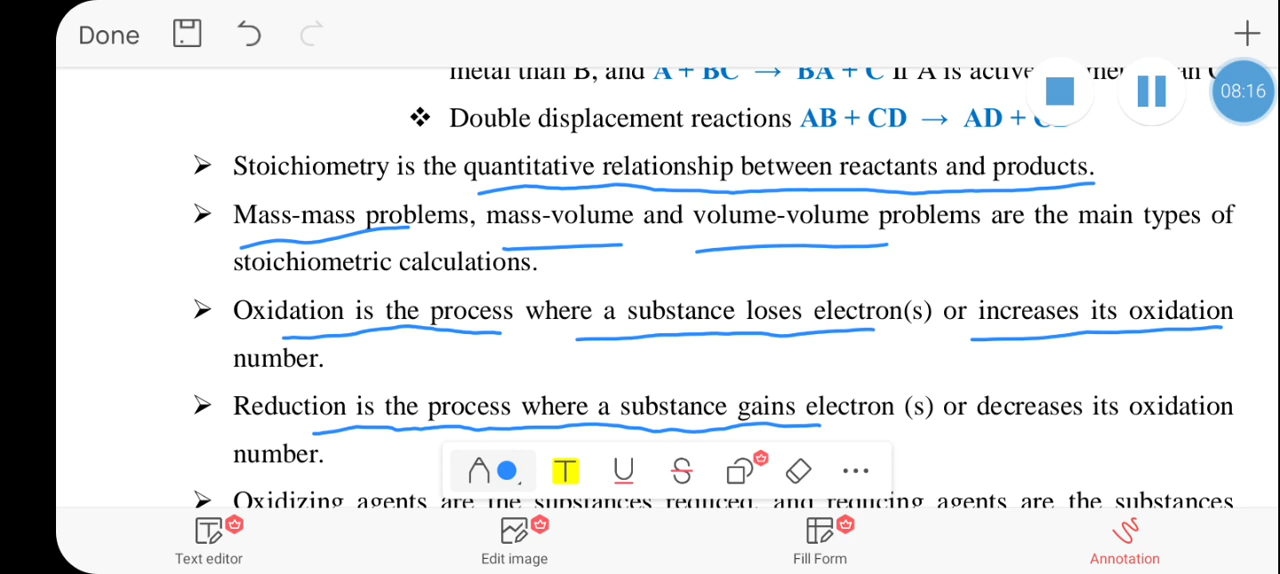 Done
metal than B, and A + BC → BA + C If A is active
08:16
❖ Double displacement reactions AB + CD → AD +
➢ Stoichiometry is the quantitative relationship between reactants and products.
➢ Mass-mass problems, mass-volume and volume-volume problems are the main types of
stoichiometric calculations.
➢ Oxidation is the process where a substance loses electron(s) or increases its oxidation
number.
➢ Reduction is the process where a substance gains electron (s) or decreases its oxidation
number.
➢ Oxidizing agents are the substances reduced, and reducing agents are the substances
Text editor
Edit image
Fill Form
Annotation